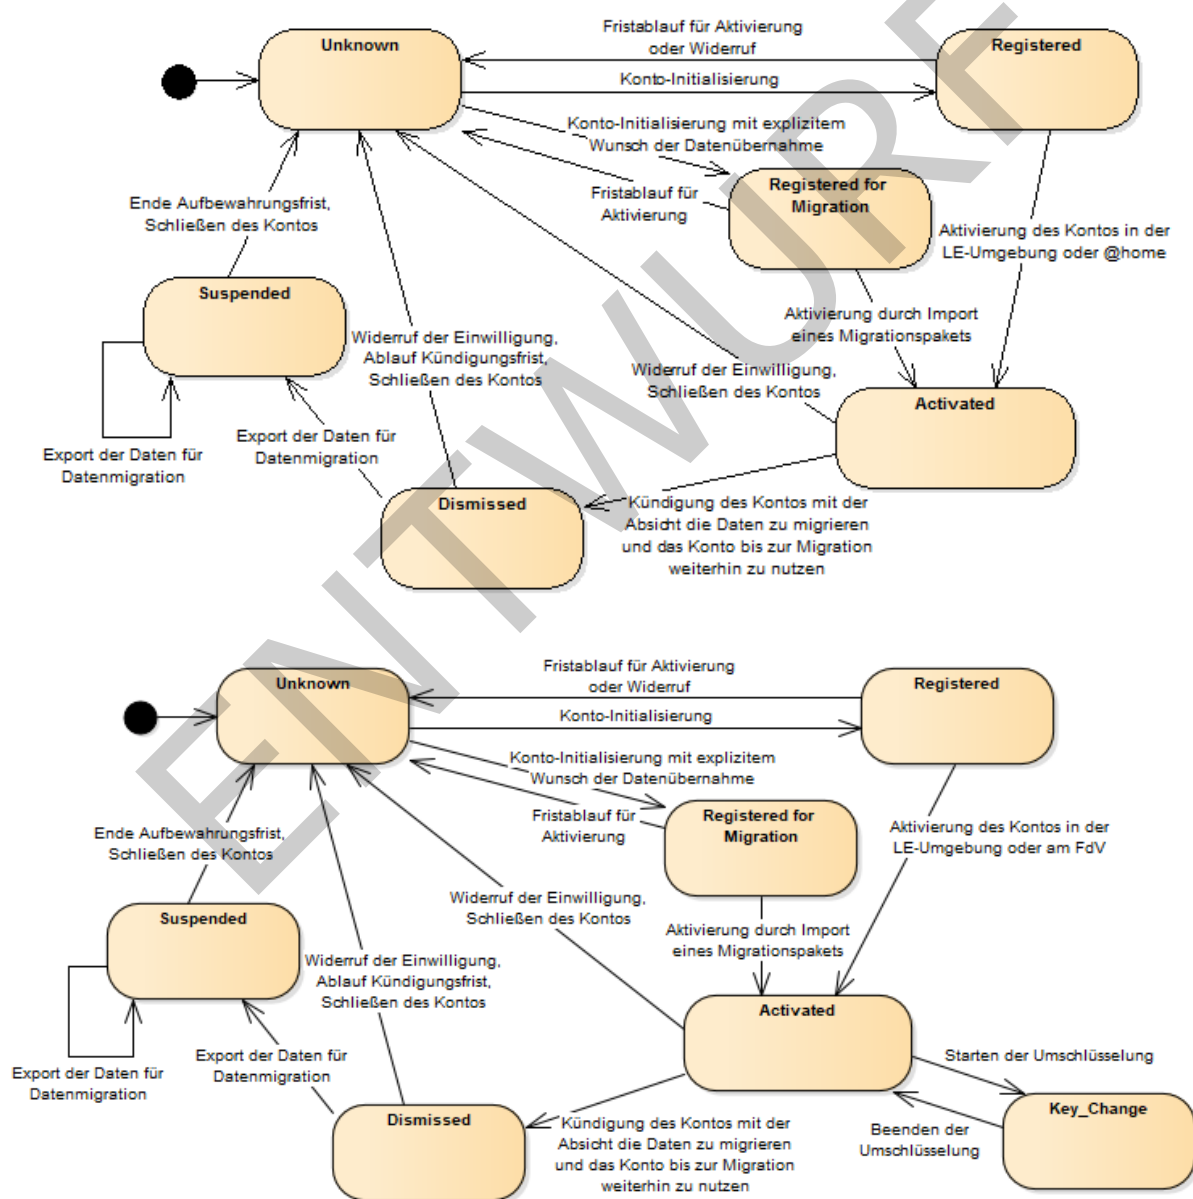 Unknown
Fristablauf für Aktivierung
oder Widerruf
Registered
Konto-Initialisierung
Konto-Initialisierung mit explizitem
Wunsch der Datenübernahme
Fristablauf für
Aktivierung
Registered for
Migration
Ende Aufbewahrungsfrist,
Schließen des Kontos
Aktivierung des Kontos in der
LE-Umgebung oder @home
Suspended
Widerruf der Einwilligung,
Ablauf Kündigungsfrist,
Schließen des Kontos
Aktivierung durch Import
eines Migrationspakets
Widerruf der Einwilligung,
Schließen des Kontos
Activated
Export der Daten für
Datenmigration
Export der Daten für
Datenmigration
Dismissed
Kündigung des Kontos mit der
Absicht die Daten zu migrieren
und das Konto bis zur Migration
weiterhin zu nutzen
ENTWURF
Unknown
Fristablauf für Aktivierung
oder Widerruf
Registered
Konto-Initialisierung
Konto-Initialisierung mit explizitem
Wunsch der Datenübernahme
Fristablauf für
Aktivierung
Registered for
Migration
Ende Aufbewahrungsfrist,
Schließen des Kontos
Aktivierung des Kontos in der
LE-Umgebung oder am FdV
Suspended
Widerruf der Einwilligung,
Schließen des Kontos
Aktivierung durch Import
eines Migrationspakets
Widerruf der Einwilligung,
Ablauf Kündigungsfrist,
Schließen des Kontos
Activated
Export der Daten für
Datenmigration
Export der Daten für
Datenmigration
Starten der Umschlüsselung
Dismissed
Kündigung des Kontos mit der
Absicht die Daten zu migrieren
und das Konto bis zur Migration
weiterhin zu nutzen
Beenden der
Umschlüsselung
Key_Change